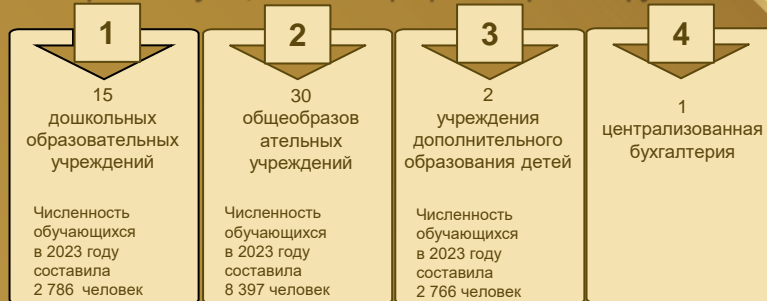 1
15
дошкольных
образовательных
учреждений
Численность
обучающихся
в 2023 году
составила
2 786 человек
2
30
общеобразов
ательных
учреждений
Численность
обучающихся
в 2023 году
составила
8 397 человек
3
2
учреждения
дополнительного
образования детей
Численность
обучающихся
в 2023 году
составила
2 766 человек
4
1
централизованная
бухгалтерия